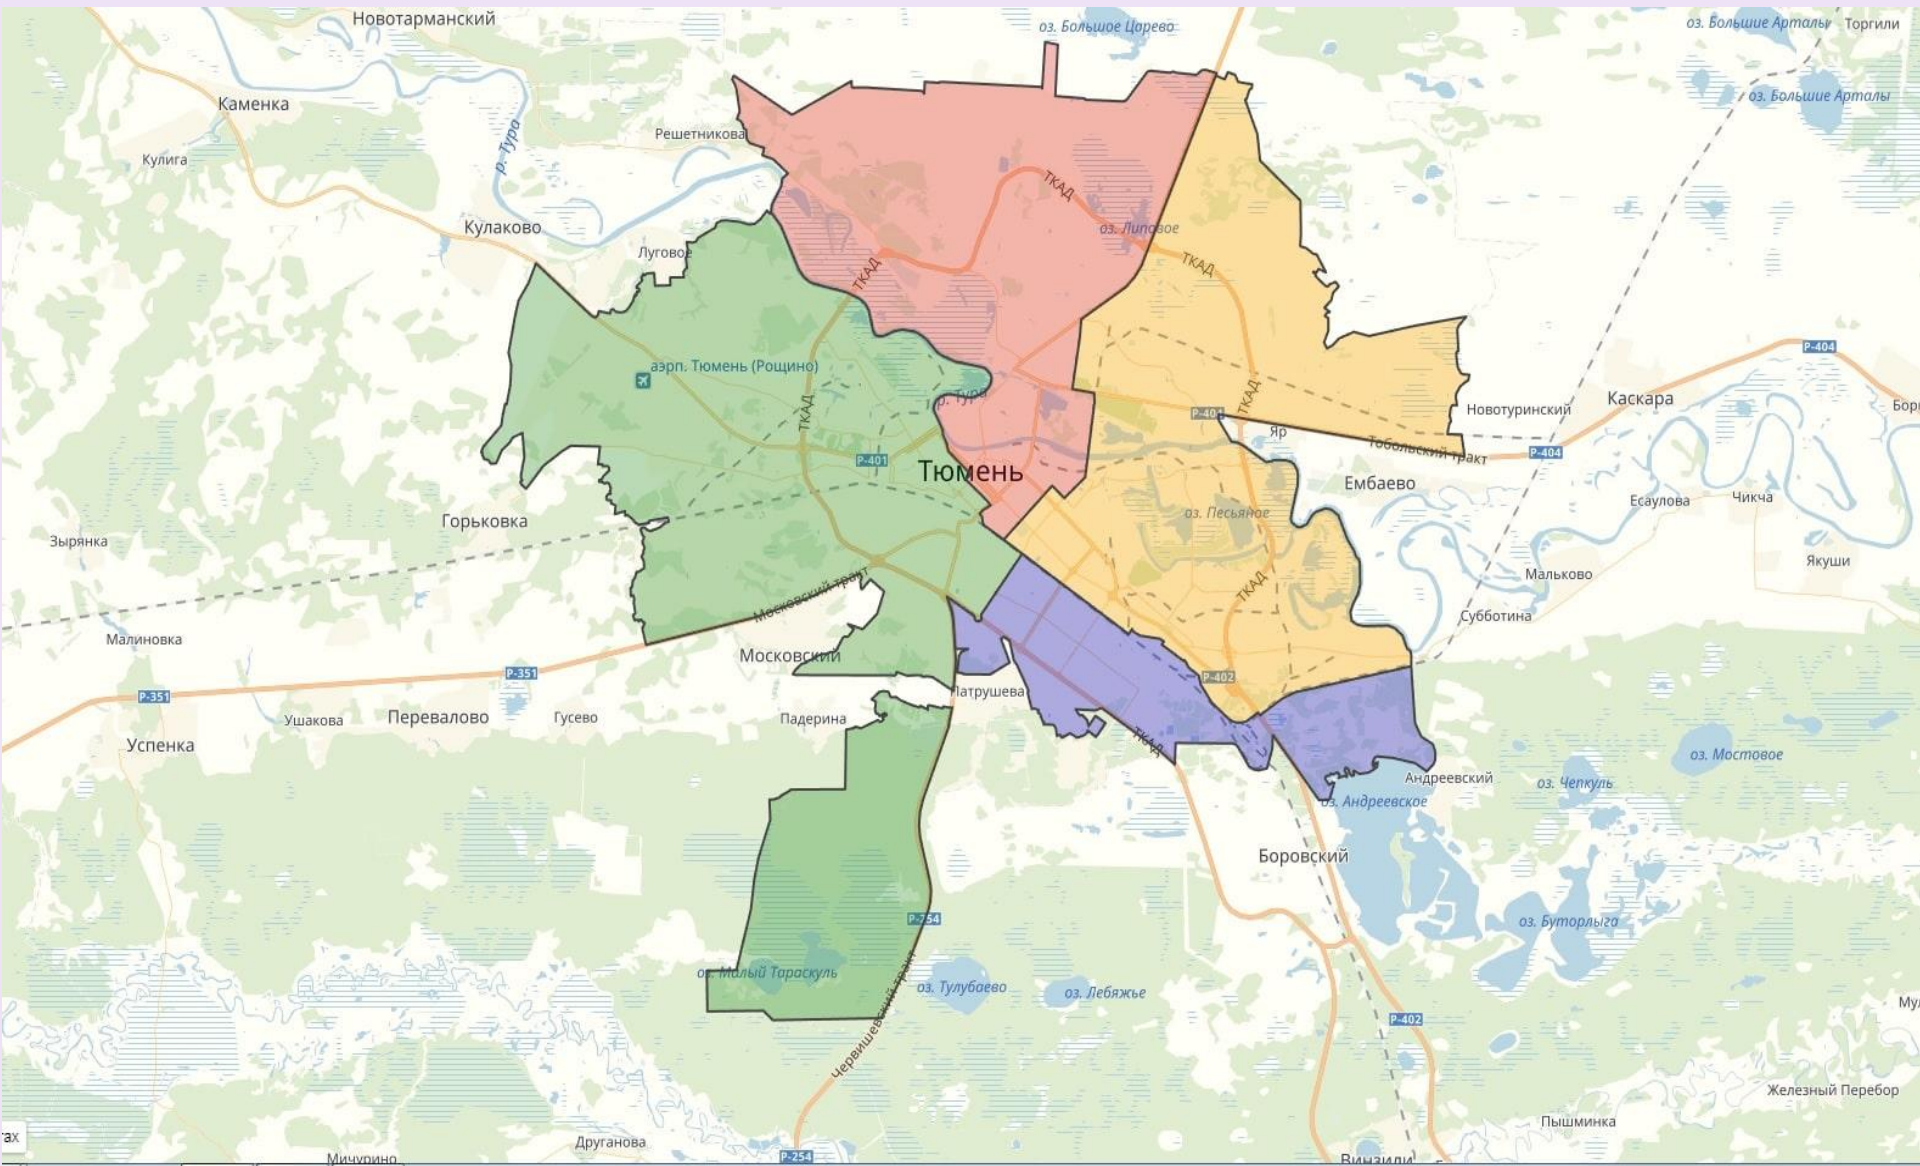 Новотарманский
оз. Большое Царево
оз. Большие Арталы
Торгили
Каменка
оз. Большие Арталы
Решетникова
р. Тура
Кулига
ТКАД
Кулаково
оз. Липовое
Луговое
ТКАД
ТКАД
Р-404
аэрп. Тюмень (Рощино)
ТКАД
р. Тура
ТКАД
Каскара
Новотуринский
Р-404
Яр
Тобольский тракт
Р-404
Р-401
Тюмень
Ембаево
Есаулова
Чикча
Горьковка
оз. Песьяное
Зырянка
Якуши
Мальково
Московский тракт
ТКАД
Субботина
Малиновка
Московский
Р-351
Р-402
Р-351
Патрушева
Ушакова
Перевалово
Гусево
Падерина
Успенка
ТКАД
оз. Мостовое
Андреевский
оз. Чепкуль
оз. Андреевское
Боровский
Р-254
оз. Буторлыга
оз. Малый Тараскуль
оз. Тулубаево
оз. Лебяжье
Червишевский тракт
Р-402
Железный Перебор
Пышминка
тах
Друганова
Р-254
Мичурино
Винзили